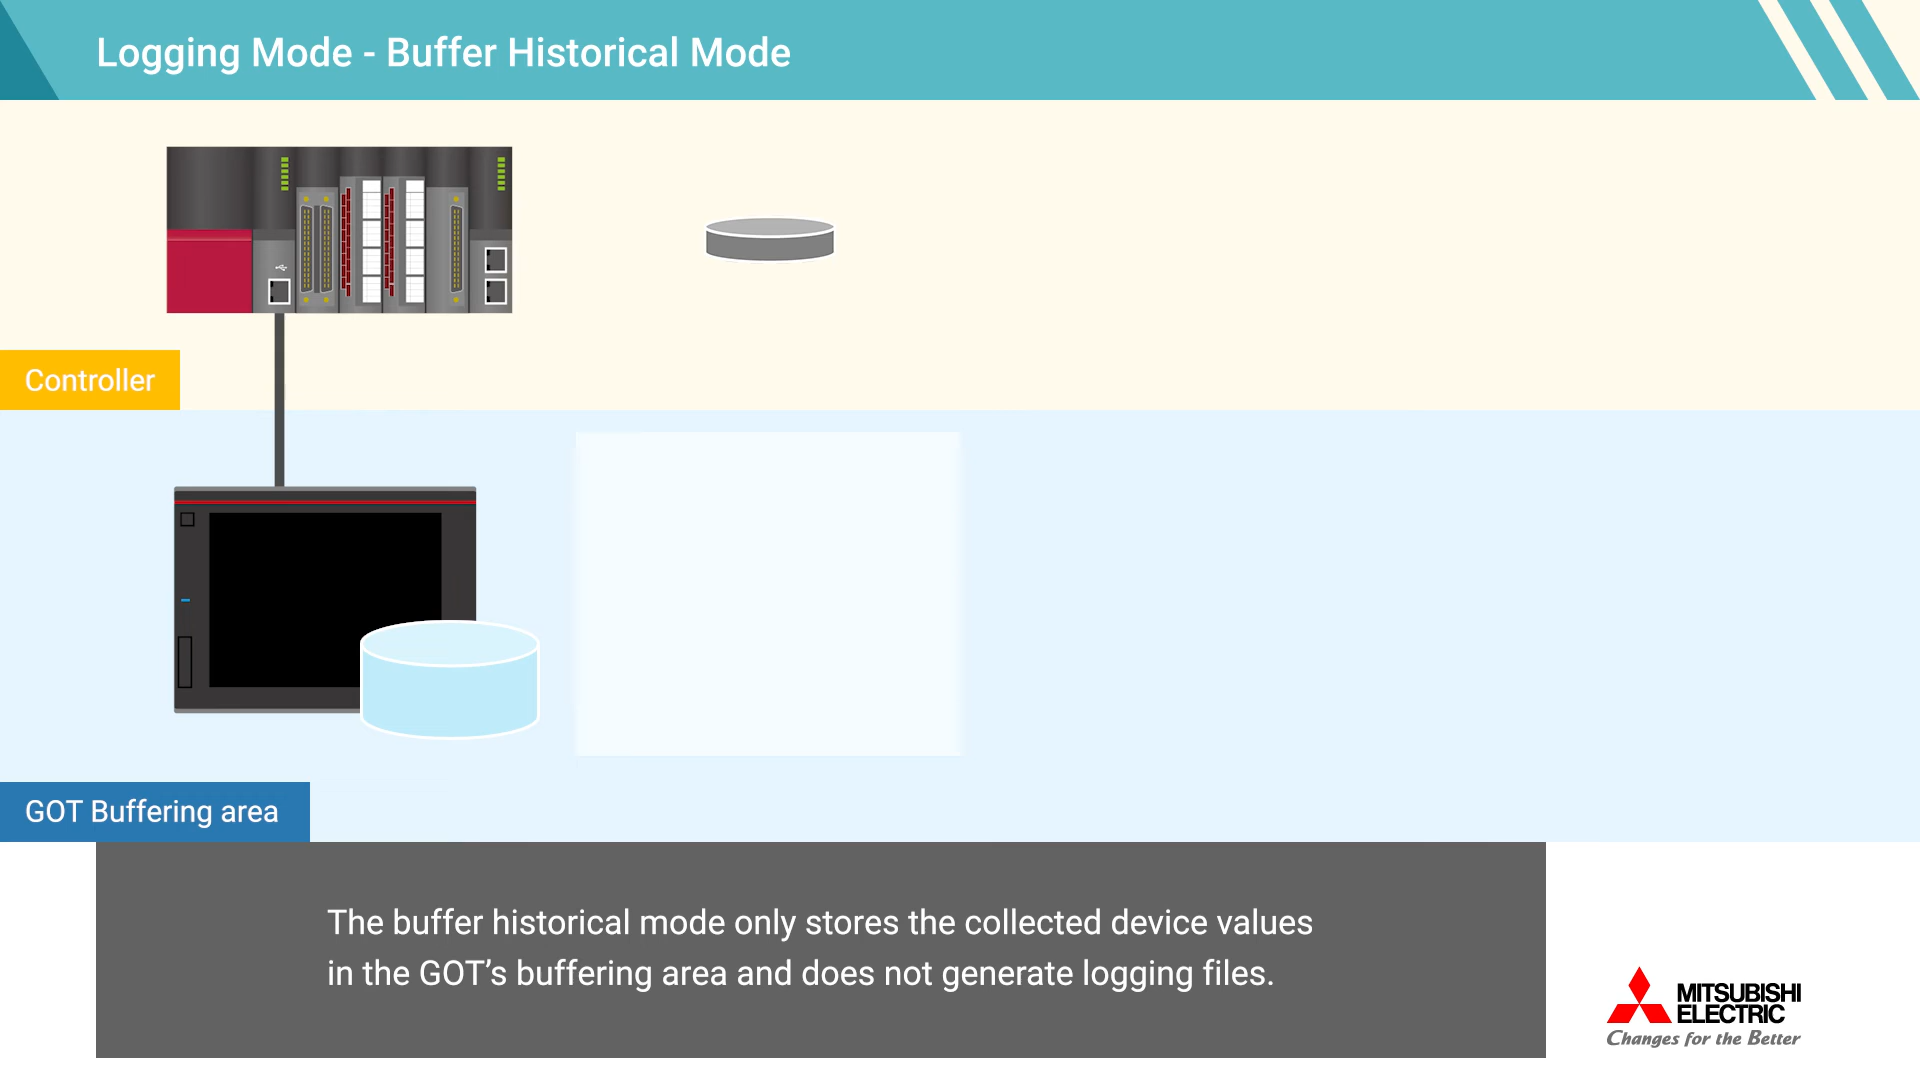 Logging Mode - Buffer Historical Mode
Controller
GOT Buffering area
The buffer historical mode only stores the collected device values
in the GOT’s buffering area and does not generate logging files.
MITSUBISHI
ELECTRIC
Changes for the Better